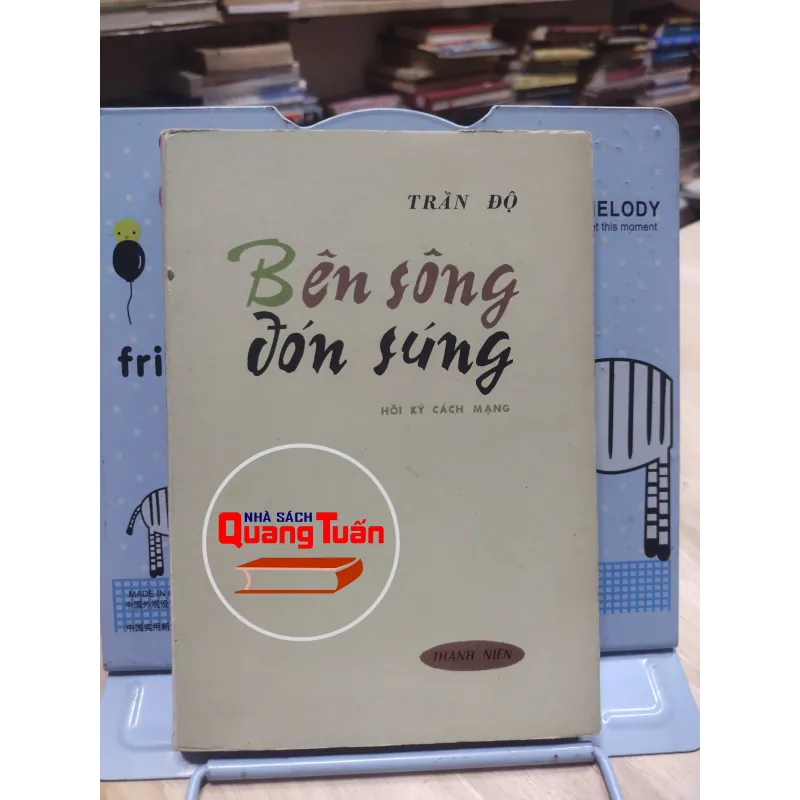 TRẦN ĐỘ
Bên sông
đón súng
HỒI KÝ CÁCH MẠNG
NHÀ SÁCH
Quang Tuấn
THANH NIÊN
MELODY
this moment
fri
MADE IN